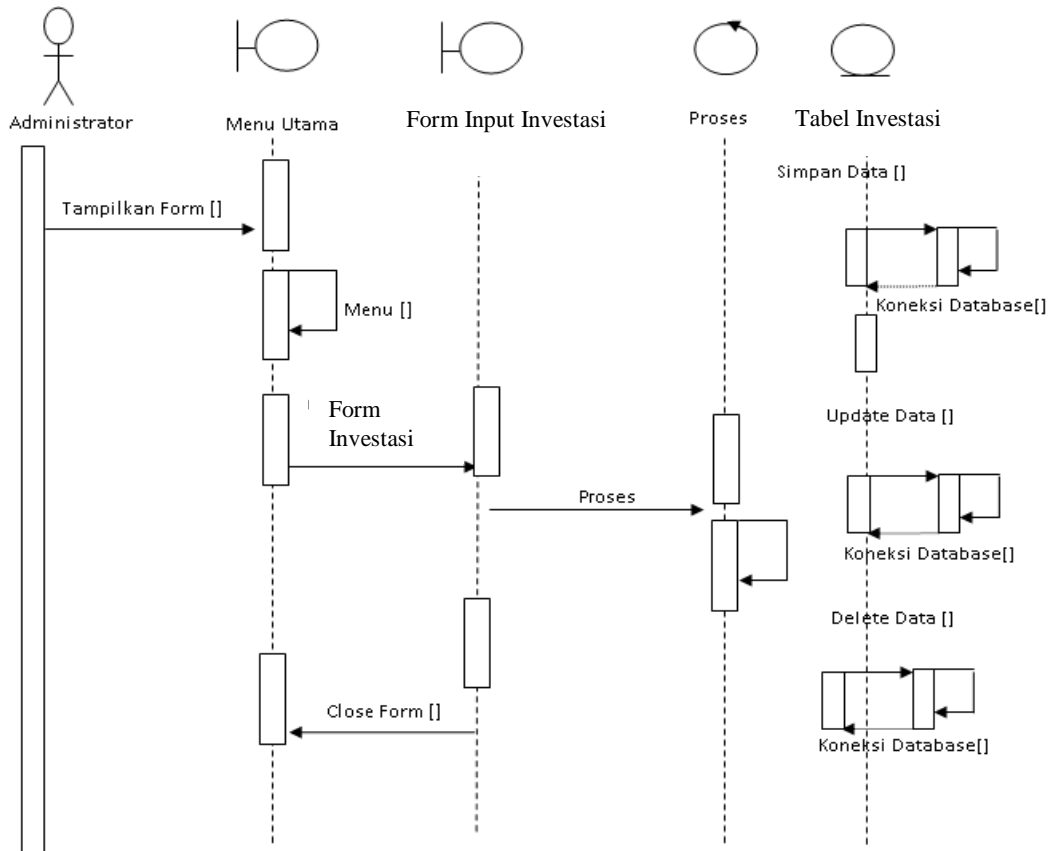 Administrator
Menu Utama
Form Input Investasi
Proses
Tabel Investasi
Simpan Data []
Tampilkan Form []
Koneksi Database[]
Menu []
Form
Investasi
Update Data []
Proses
Koneksi Database[]
Delete Data []
Close Form []
Koneksi Database[]